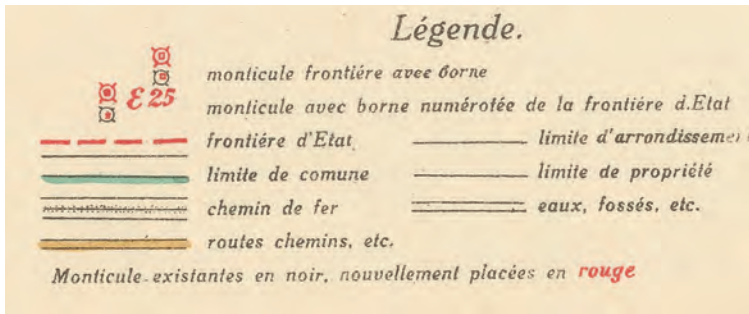 Légende.
monticule frontiére avec borne
E 25
monticule avec borne numérotée de la frontiére d.Etat
frontiére d'Etat
limite d'arrondisseme
limite de comune
limite de propriété
chemin de fer
eaux, fossés, etc.
routes chemins, etc.
Monticule existantes en noir, nouvellement placées en rouge